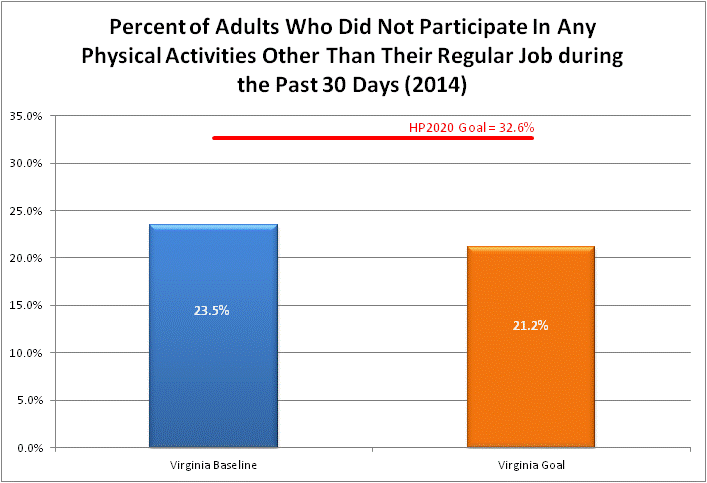 Percent of Adults Who Did Not Participate In Any
Physical Activities Other Than Their Regular Job during
the Past 30 Days (2014)
35.0%
HP2020 Goal = 32.6%
30.0%
25.0%
20.0%
15.0%
23.5%
21.2%
10.0%
5.0%
0.0%
Virginia Baseline
Virginia Goal